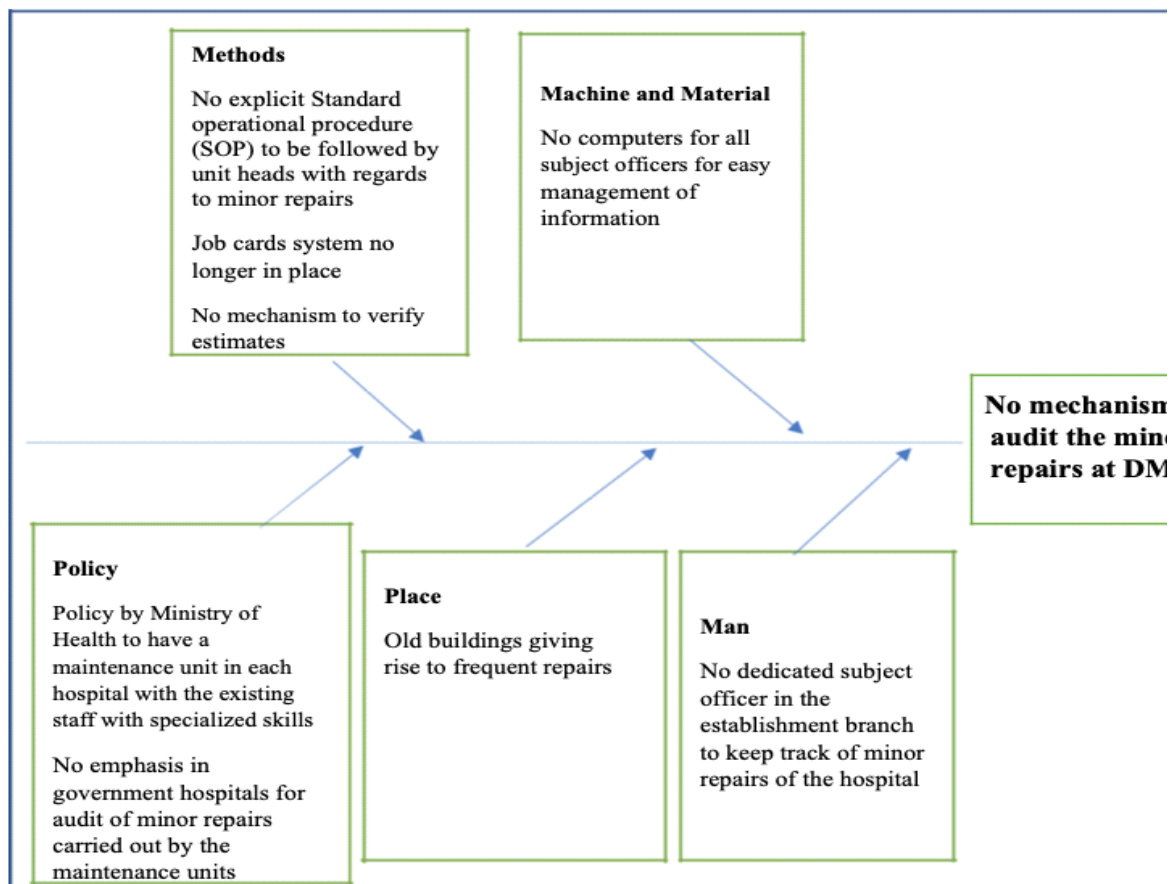 Methods
No explicit Standard
operational procedure
(SOP) to be followed by
unit heads with regards
to minor repairs
Job cards system no
longer in place
No mechanism to verify
estimates
Machine and Material
No computers for all
subject officers for easy
management of
information
No mechanism
audit the mino
repairs at DM
Policy
Policy by Ministry of
Health to have a
maintenance unit in each
hospital with the existing
staff with specialized skills
No emphasis in
government hospitals for
audit of minor repairs
carried out by the
maintenance units
Place
Old buildings giving
rise to frequent repairs
Man
No dedicated subject
officer in the
establishment branch
to keep track of minor
repairs of the hospital